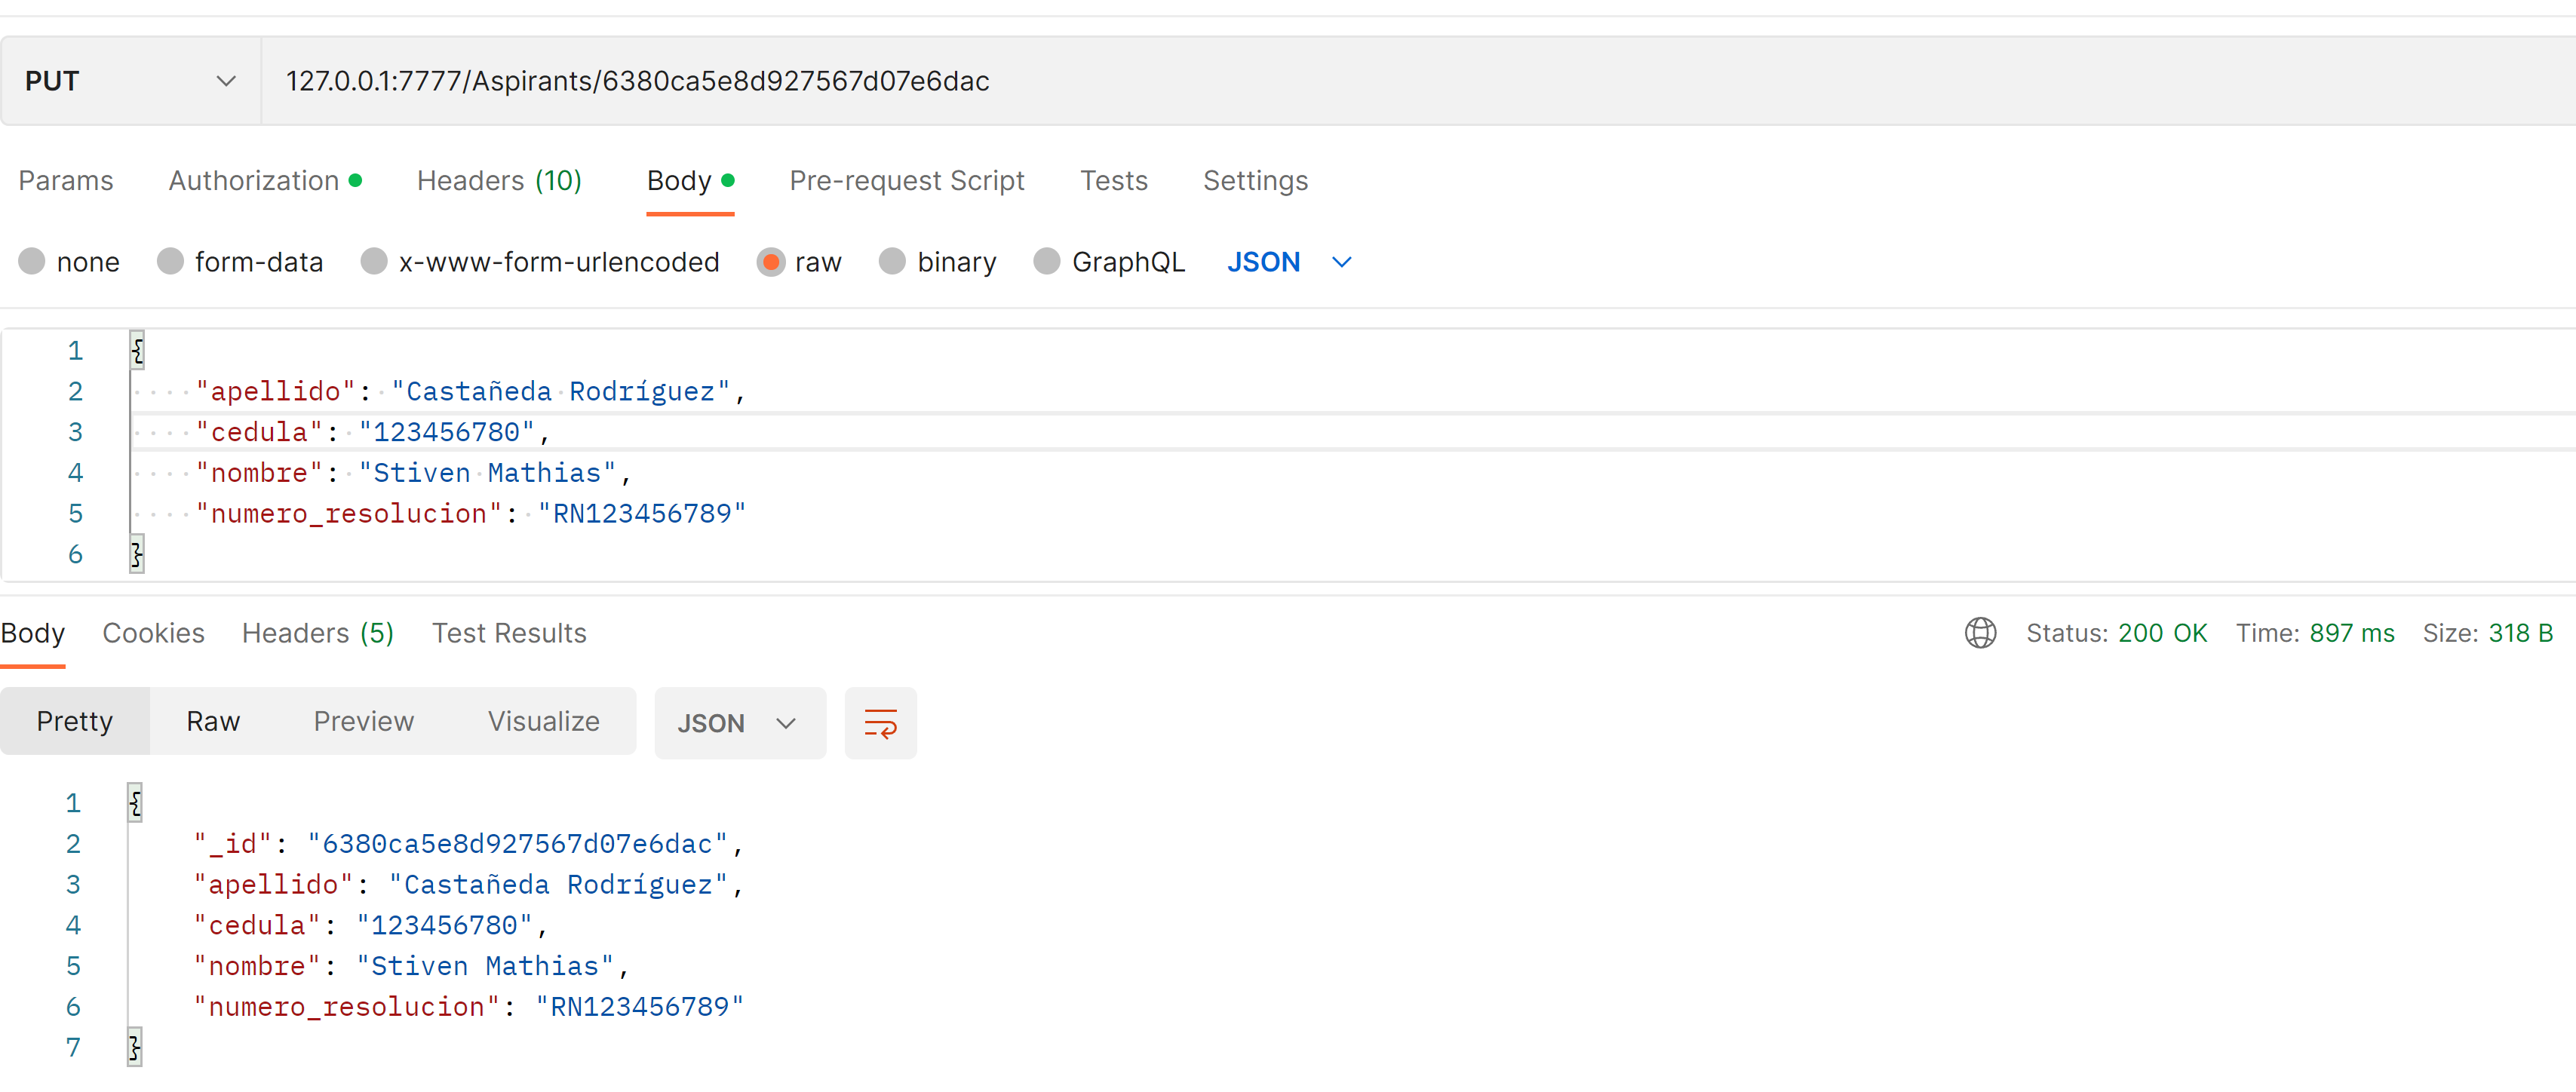 PUT 127.0.0.1:7777/Aspirants/6380ca5e8d927567d07e6dac
Params Authorization Headers (10) Body Pre-request Script Tests Settings
none form-data x-www-form-urlencoded raw binary GraphQL JSON
1 {
2 "apellido": "Castañeda Rodríguez",
3 "cedula": "123456780",
4 "nombre": "Stiven Mathias",
5 "numero_resolucion": "RN123456789"
6 }
Body Cookies Headers (5) Test Results Status: 200 OK Time: 897 ms Size: 318 B
Pretty Raw Preview Visualize JSON
1 {
2 "_id": "6380ca5e8d927567d07e6dac",
3 "apellido": "Castañeda Rodríguez",
4 "cedula": "123456780",
5 "nombre": "Stiven Mathias",
6 "numero_resolucion": "RN123456789"
7 }